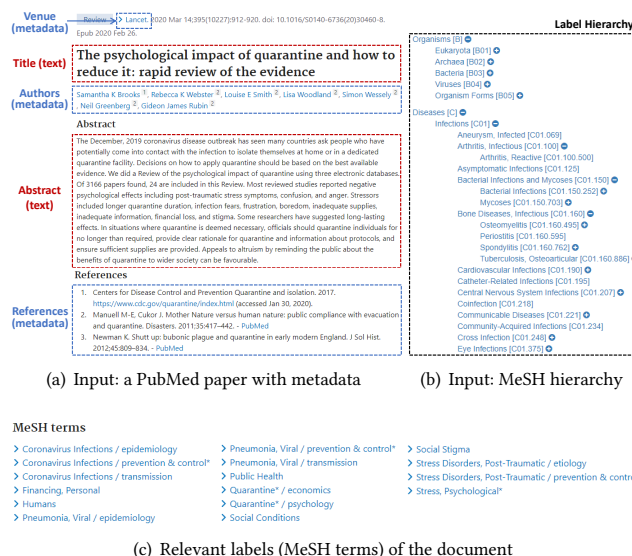 Venue
(metadata)
Review > Lancet. 2020 Mar 14;395(10227):912-920. doi: 10.1016/S0140-6736(20)30460-8.
Epub 2020 Feb 26.
Title (text)
The psychological impact of quarantine and how to
reduce it: rapid review of the evidence
Authors
(metadata)
Samantha K Brooks 1, Rebecca K Webster 2, Louise E Smith 2, Lisa Woodland 2, Simon Wessely 2
, Neil Greenberg 2, Gideon James Rubin 2
Abstract
Abstract
(text)
The December, 2019 coronavirus disease outbreak has seen many countries ask people who have
potentially come into contact with the infection to isolate themselves at home or in a dedicated
quarantine facility. Decisions on how to apply quarantine should be based on the best available
evidence. We did a Review of the psychological impact of quarantine using three electronic databases.
Of 3166 papers found, 24 are included in this Review. Most reviewed studies reported negative
psychological effects including post-traumatic stress symptoms, confusion, and anger. Stressors
included longer quarantine duration, infection fears, frustration, boredom, inadequate supplies,
inadequate information, financial loss, and stigma. Some researchers have suggested long-lasting
effects. In situations where quarantine is deemed necessary, officials should quarantine individuals for
no longer than required, provide clear rationale for quarantine and information about protocols, and
ensure sufficient supplies are provided. Appeals to altruism by reminding the public about the
benefits of quarantine to wider society can be favourable.
References
References
(metadata)
1. Centers for Disease Control and Prevention Quarantine and isolation. 2017.
https://www.cdc.gov/quarantine/index.html (accessed Jan 30, 2020).
2. Manuell M-E, Cukor J. Mother Nature versus human nature: public compliance with evacuation
and quarantine. Disasters. 2011;35:417–442. - PubMed
3. Newman K. Shutt up: bubonic plague and quarantine in early modern England. J Sol Hist.
2012;45:809–834. - PubMed
(a) Input: a PubMed paper with metadata
Label Hierarchy
Organisms [B]
Eukaryota [B01]
Archaea [B02]
Bacteria [B03]
Viruses [B04]
Organism Forms [B05]
Diseases [C]
Infections [C01]
Aneurysm, Infected [C01.069]
Arthritis, Infectious [C01.100]
Arthritis, Reactive [C01.100.500]
Asymptomatic Infections [C01.125]
Bacterial Infections and Mycoses [C01.150]
Bacterial Infections [C01.150.252]
Mycoses [C01.150.703]
Bone Diseases, Infectious [C01.160]
Osteomyelitis [C01.160.495]
Periostitis [C01.160.595]
Spondylitis [C01.160.762]
Tuberculosis, Osteoarticular [C01.160.886]
Cardiovascular Infections [C01.190]
Catheter-Related Infections [C01.195]
Central Nervous System Infections [C01.207]
Coinfection [C01.218]
Communicable Diseases [C01.221]
Community-Acquired Infections [C01.234]
Cross Infection [C01.248]
Eye Infections [C01.375]
(b) Input: MeSH hierarchy
MeSH terms
> Coronavirus Infections / epidemiology
> Coronavirus Infections / prevention & control*
> Coronavirus Infections / transmission
> Financing, Personal
> Humans
> Pneumonia, Viral / epidemiology
> Pneumonia, Viral / prevention & control*
> Pneumonia, Viral / transmission
> Public Health
> Quarantine* / economics
> Quarantine* / psychology
> Social Conditions
> Social Stigma
> Stress Disorders, Post-Traumatic / etiology
> Stress Disorders, Post-Traumatic / prevention & contro
> Stress, Psychological*
(c) Relevant labels (MeSH terms) of the document